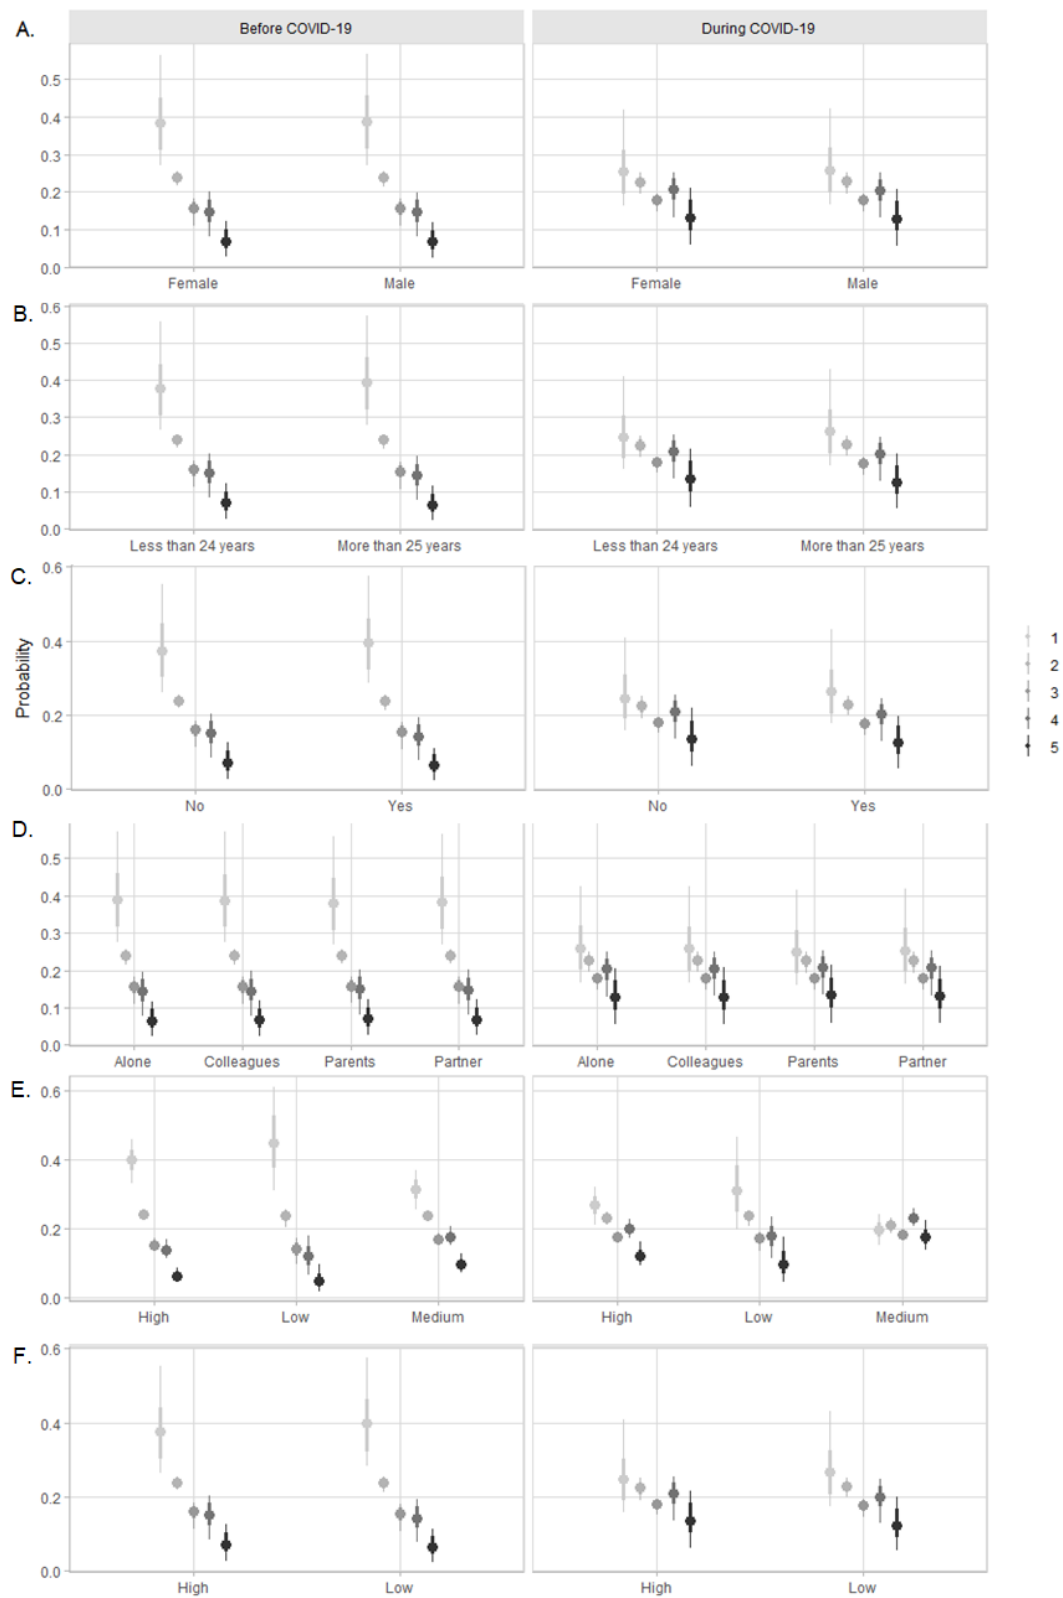 A.
Before COVID-19 During COVID-19
0.5
0.4
0.3
0.2
0.1
0.0
Female Male Female Male
B.
0.6
0.5
0.4
0.3
0.2
0.1
0.0
Less than 24 years More than 25 years Less than 24 years More than 25 years
C.
0.6
0.4
0.2
0.0
Probability
No Yes No Yes
1
2
3
4
5
D.
0.5
0.4
0.3
0.2
0.1
0.0
Alone Colleagues Parents Partner Alone Colleagues Parents Partner
E.
0.6
0.4
0.2
0.0
High Low Medium High Low Medium
F.
0.6
0.4
0.2
0.0
High Low High Low